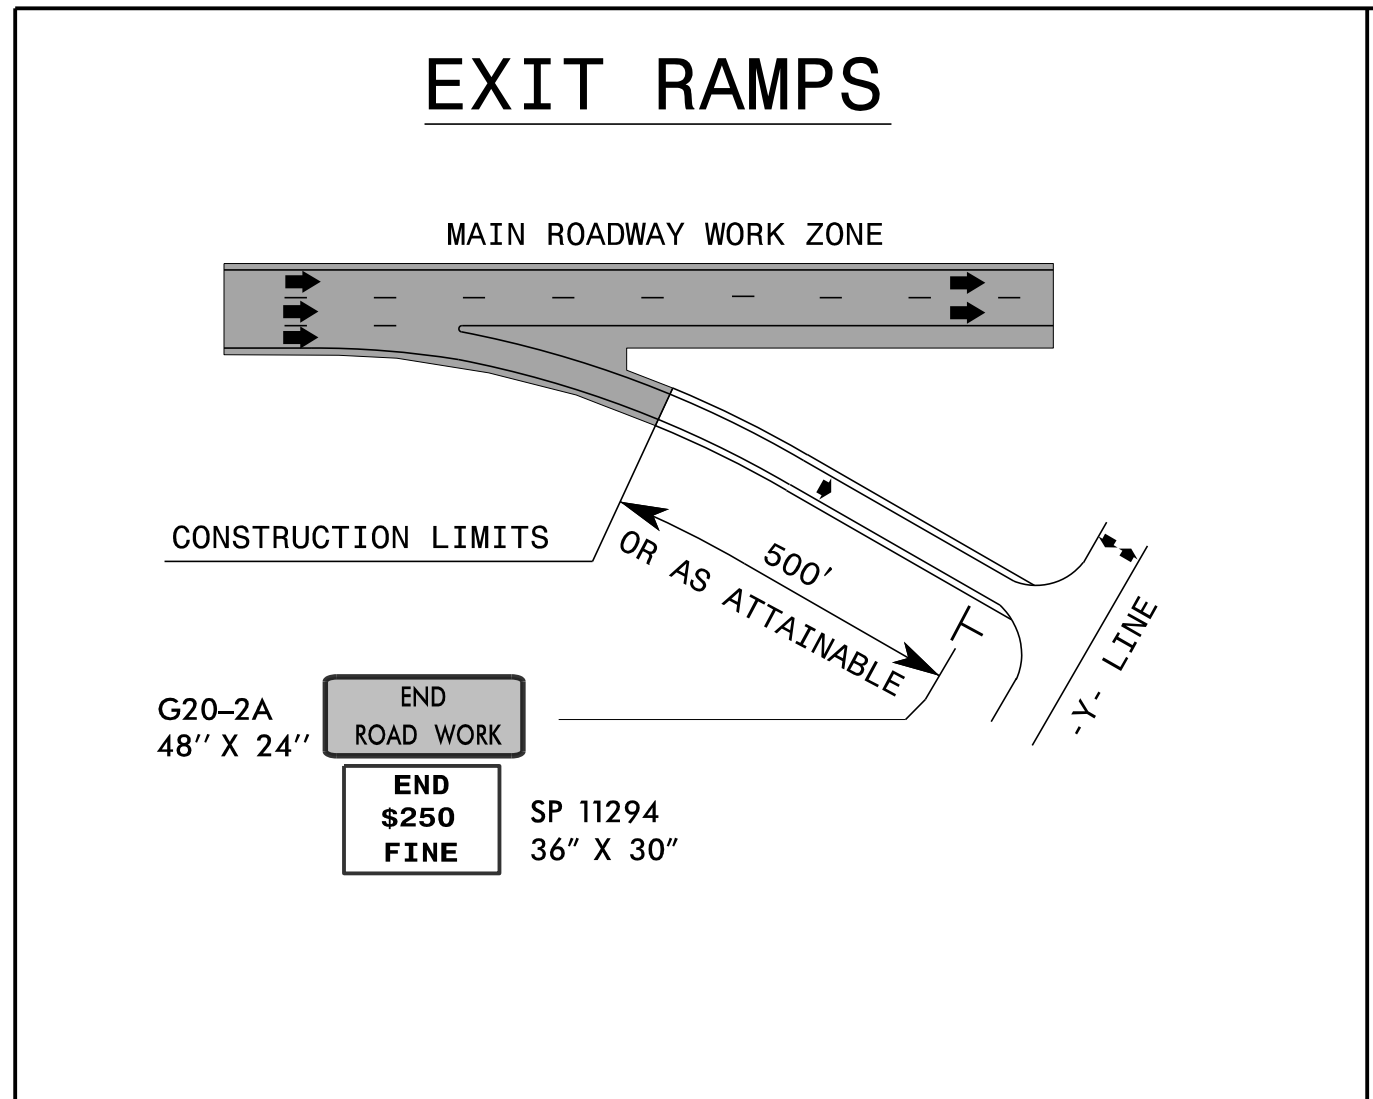 EXIT RAMPS
MAIN ROADWAY WORK ZONE
CONSTRUCTION LIMITS
500'
OR AS ATTAINABLE
-Y- LINE
G20-2A
48'' X 24''
END
ROAD WORK
END
$250
FINE
SP 11294
36" X 30"